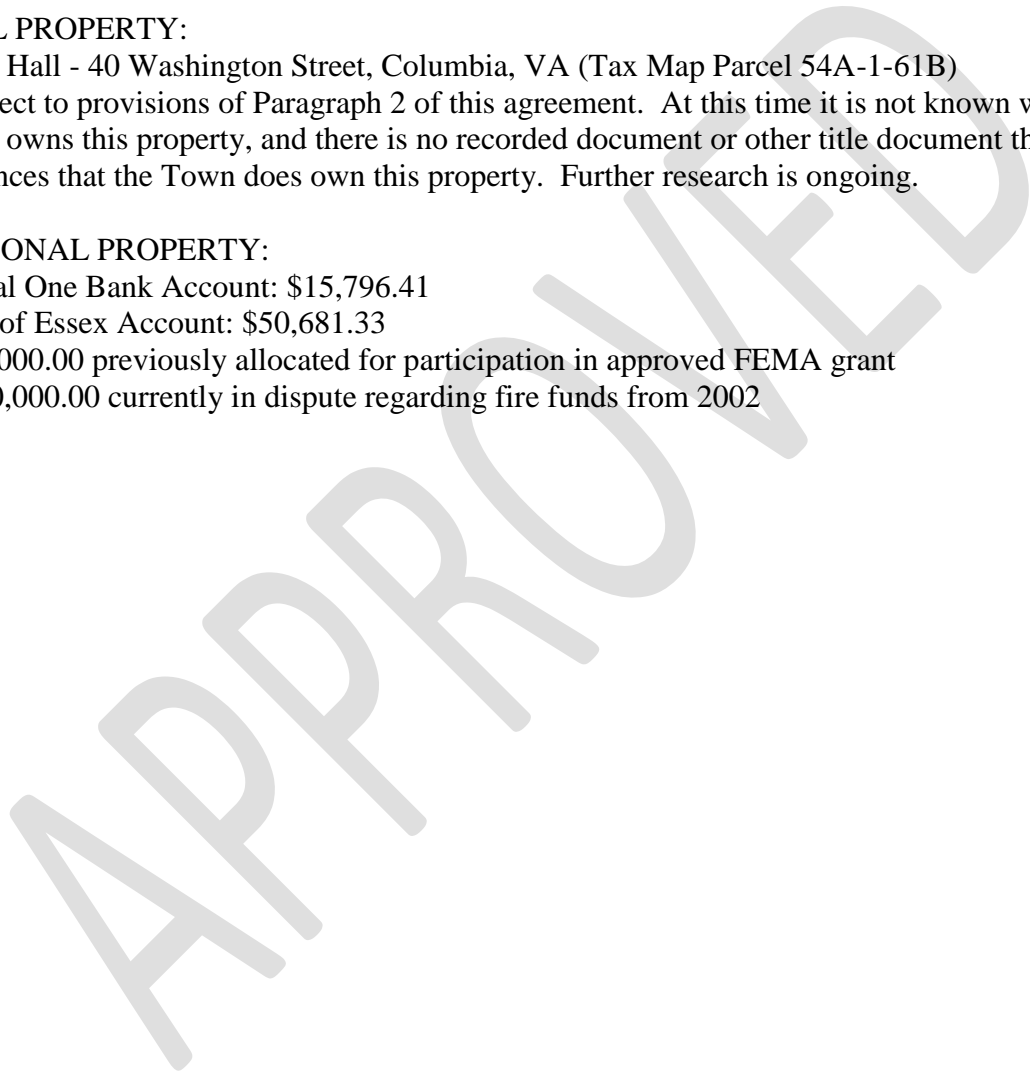 PROPERTY:
Hall - 40 Washington Street, Columbia, VA (Tax Map Parcel 54A-1-61B)
ect to provisions of Paragraph 2 of this agreement. At this time it is not known w
owns this property, and there is no recorded document or other title document th
nces that the Town does own this property. Further research is ongoing.
ONAL PROPERTY:
al One Bank Account: $15,796.41
of Essex Account: $50,681.33
000.00 previously allocated for participation in approved FEMA grant
0,000.00 currently in dispute regarding fire funds from 2002
APPROVED